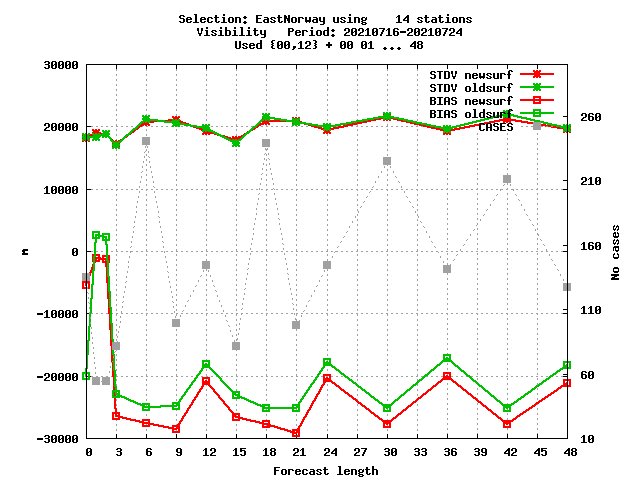 Selection: EastNorway using    14 stations
Visibility   Period: 20210716-20210724
Used {00,12} + 00 01 ... 48
30000
20000
10000
0
-10000
-20000
-30000
m
STDV newsurf
STDV oldsurf
BIAS newsurf
BIAS oldsurf
CASES
260
210
160
110
60
10
No cases
0 3 6 9 12 15 18 21 24 27 30 33 36 39 42 45 48
Forecast length